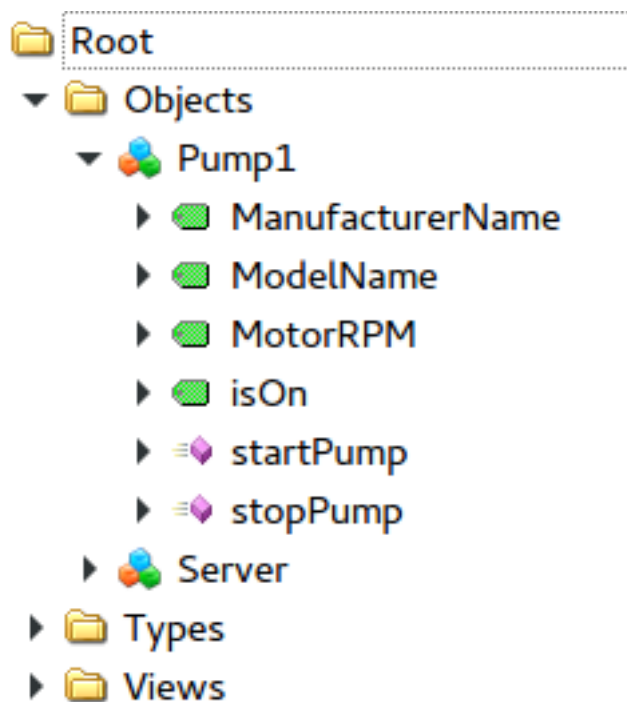 Root
Objects
Pump1
ManufacturerName
ModelName
MotorRPM
isOn
startPump
stopPump
Server
Types
Views